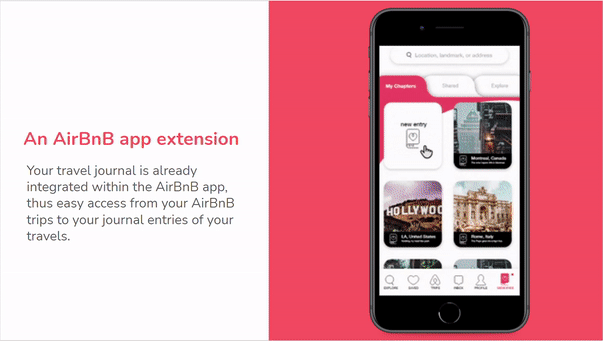 An AirBnB app extension
Your travel journal is already
integrated within the AirBnB app,
thus easy access from your AirBnB
trips to your journal entries of your
travels.
Location, landmark, or address
My Chapters
Shared
Explore
new entry
Montreal, Canada
HOLLYWOO
LA, United States
Rome, Italy
EXPLORE
SAVED
TRIPS
INBOX
PROFILE